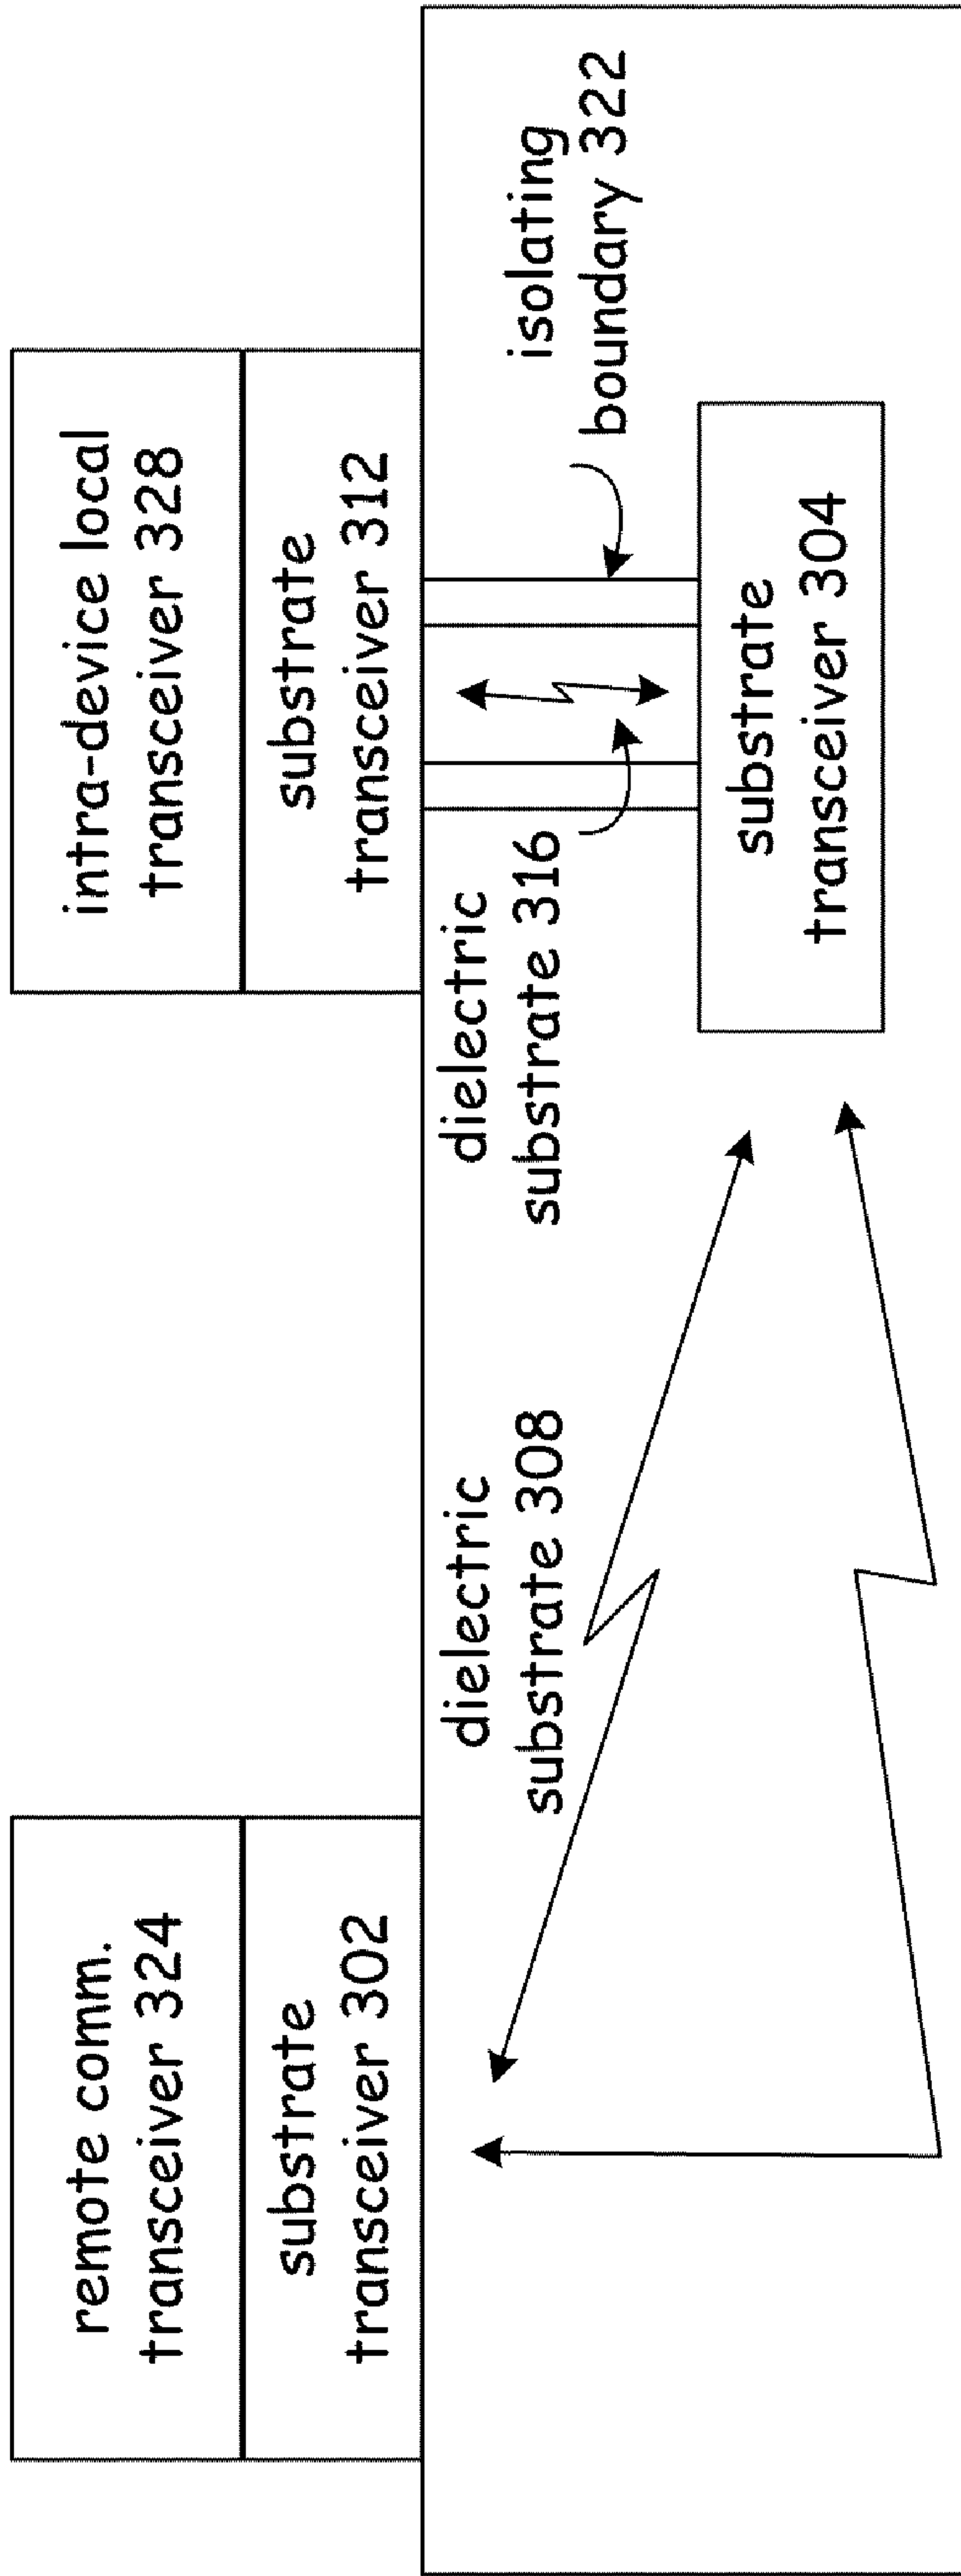 remote comm.
transceiver 324
substrate
transceiver 302
intra-device local
transceiver 328
substrate
transceiver 312
dielectric
substrate 308
dielectric
substrate 316
isolating
boundary 322
substrate
transceiver 304